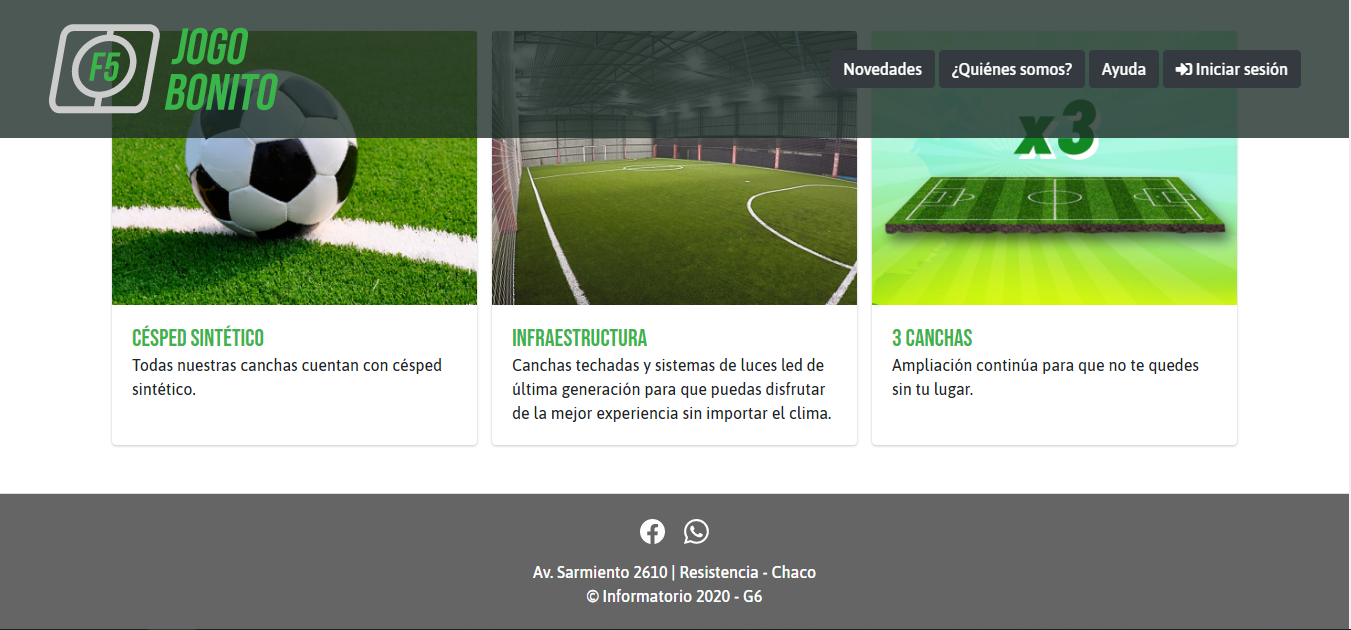 F5
JOGO
BONITO
Novedades
¿Quiénes somos?
Ayuda
Iniciar sesión
x3
CÉSPED SINTÉTICO
Todas nuestras canchas cuentan con césped
sintético.
INFRAESTRUCTURA
Canchas techadas y sistemas de luces led de
última generación para que puedas disfrutar
de la mejor experiencia sin importar el clima.
3 CANCHAS
Ampliación continúa para que no te quedes
sin tu lugar.
Av. Sarmiento 2610 | Resistencia - Chaco
© Informatorio 2020 - G6